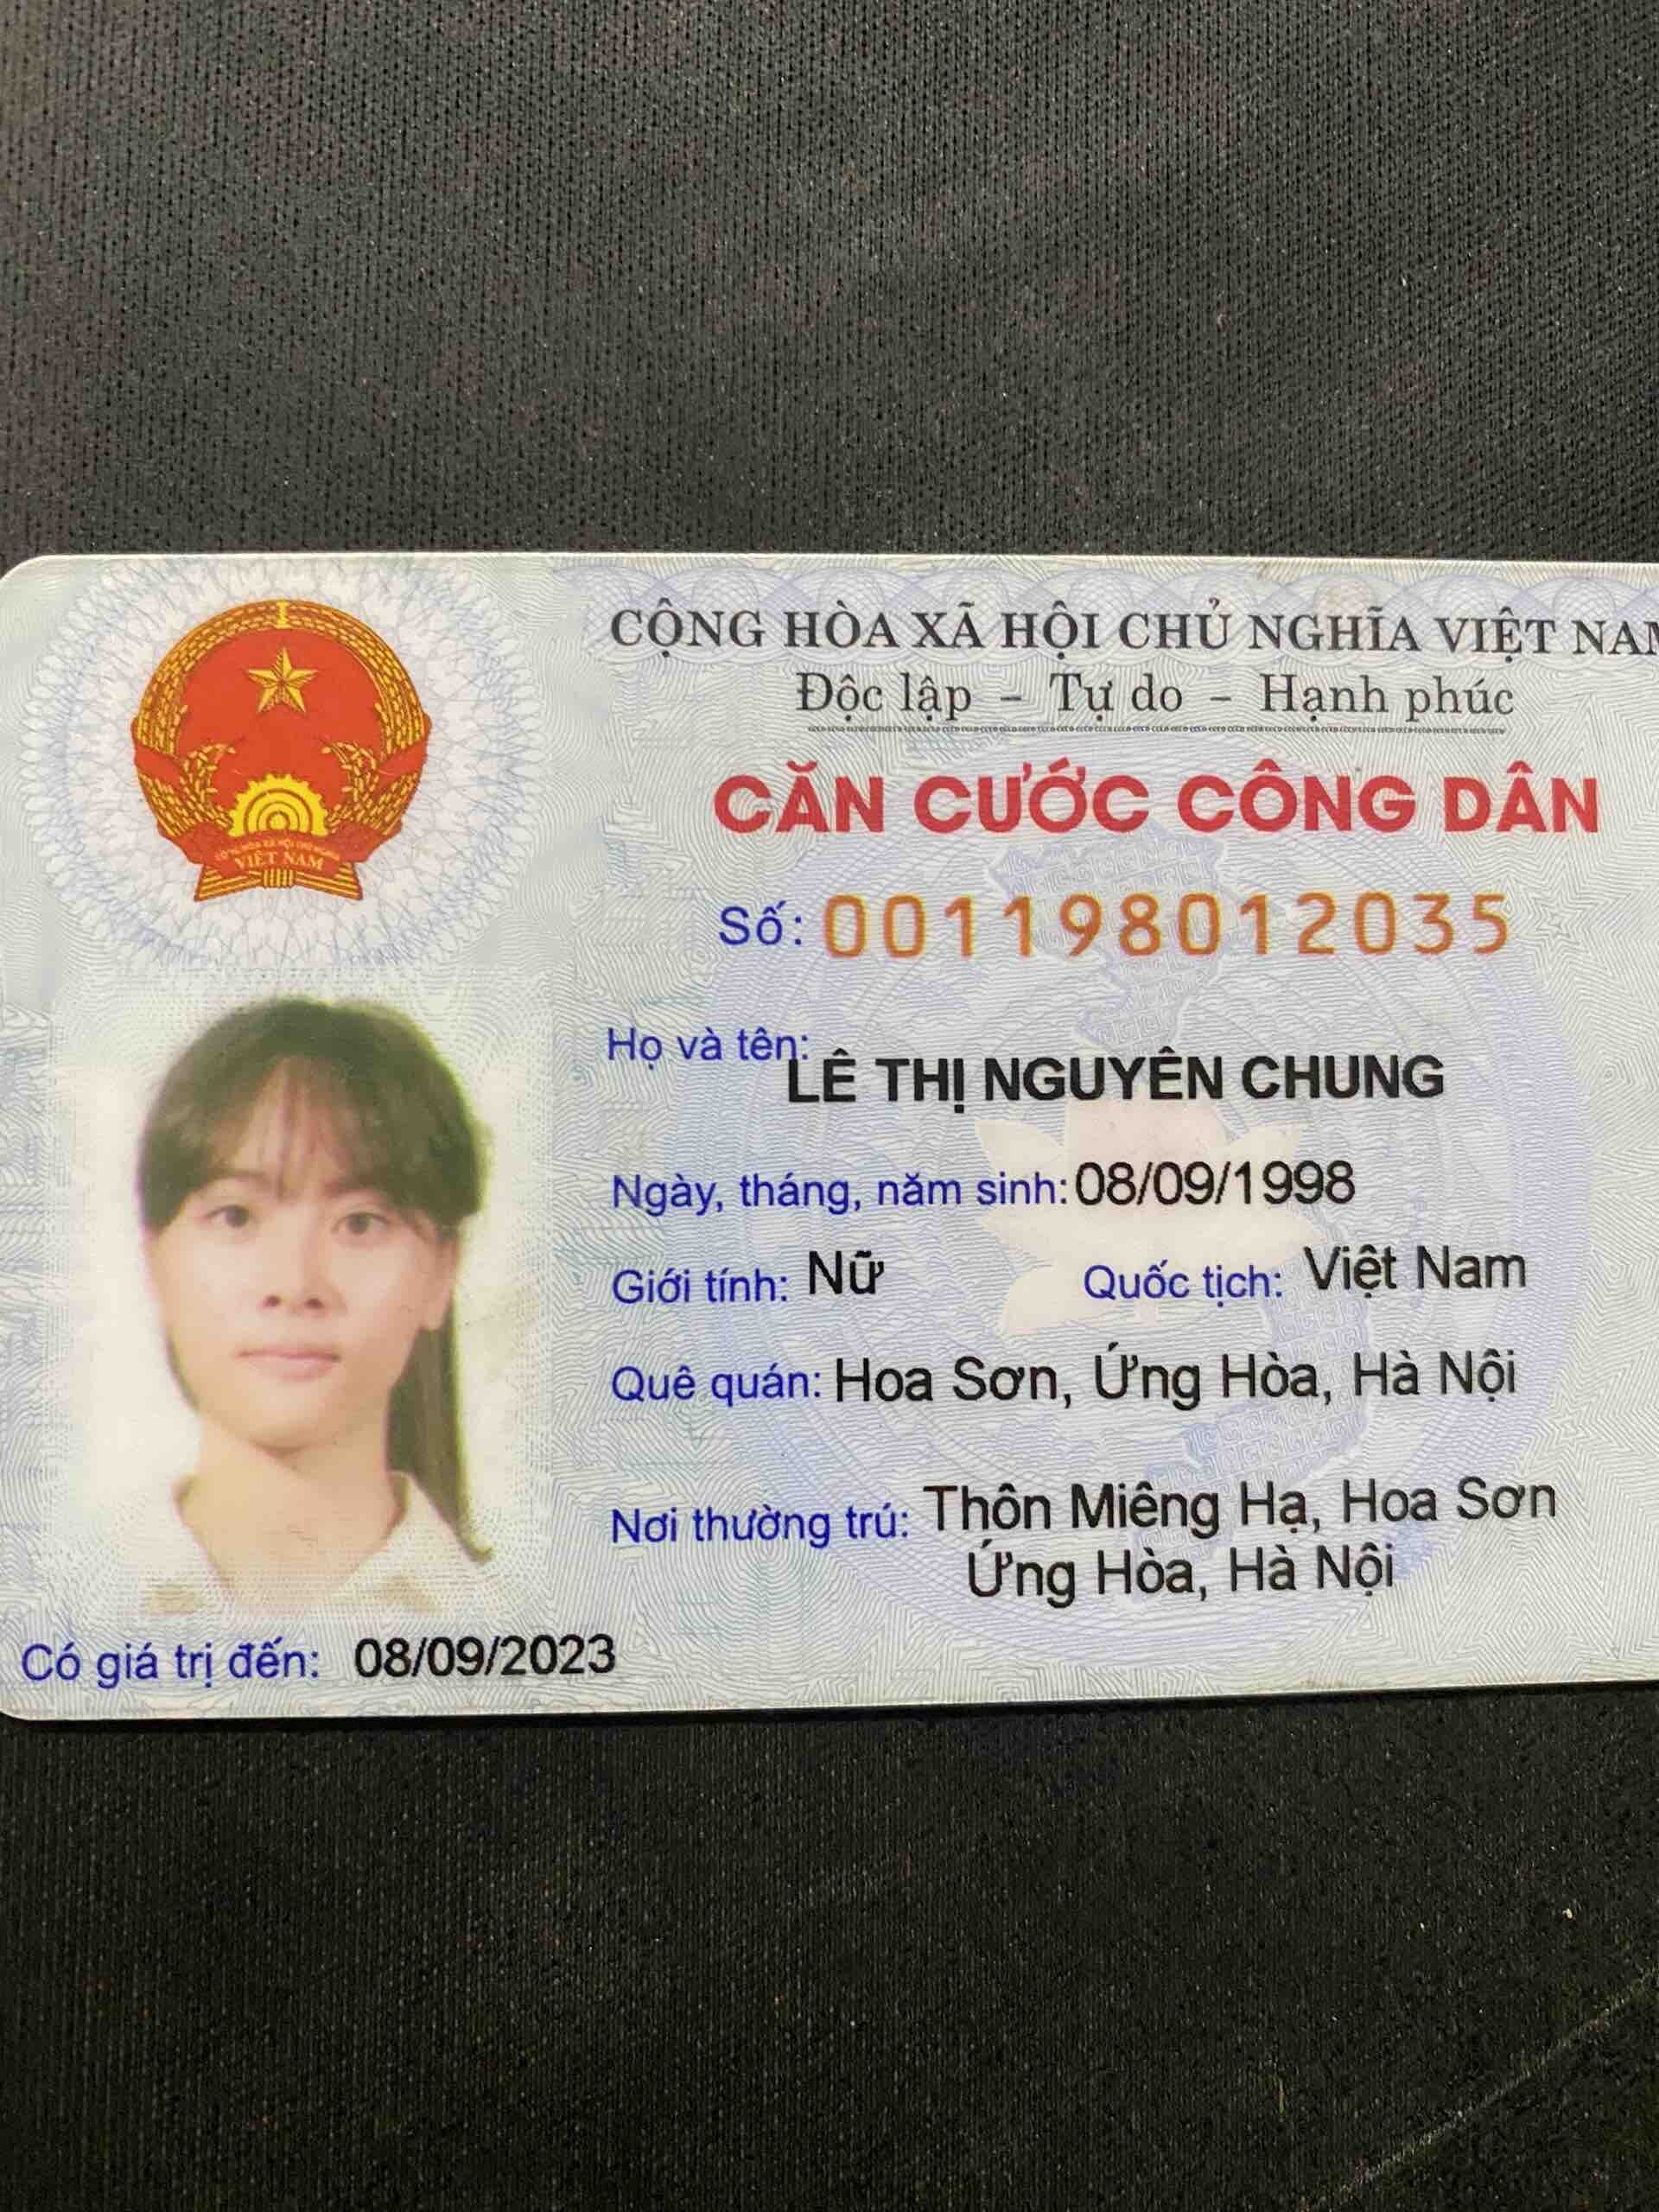 CỘNG HÒA XÃ HỘI CHỦ NGHĨA VIỆT NAM
Độc lập – Tự do – Hạnh phúc
CĂN CƯỚC CÔNG DÂN
Số: 001198012035
Họ và tên: LÊ THỊ NGUYÊN CHUNG
Ngày, tháng, năm sinh: 08/09/1998
Giới tính: Nữ Quốc tịch: Việt Nam
Quê quán: Hoa Sơn, Ứng Hòa, Hà Nội
Nơi thường trú: Thôn Miêng Hạ, Hoa Sơn
Ứng Hòa, Hà Nội
Có giá trị đến: 08/09/2023
VIỆT NAM